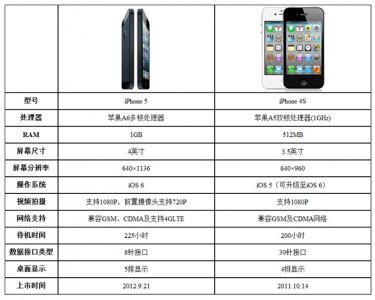 型号 iPhone 5 iPhone 4S
处理器 苹果A6多核处理器 苹果A5双核处理器(1GHz)
RAM 1GB 512MB
屏幕尺寸 4英寸 3.5英寸
屏幕分辨率 640×1136 640×960
操作系统 iOS 6 iOS 5（可升级至iOS 6）
视频拍摄 支持1080P，前置摄像头支持720P 支持1080P
网络支持 兼容GSM、CDMA及支持4GLTE 兼容GSM及CDMA网络
待机时间 225小时 200小时
数据接口类型 8针接口 30针接口
桌面显示 5排显示 4排显示
上市时间 2012.9.21 2011.10.14